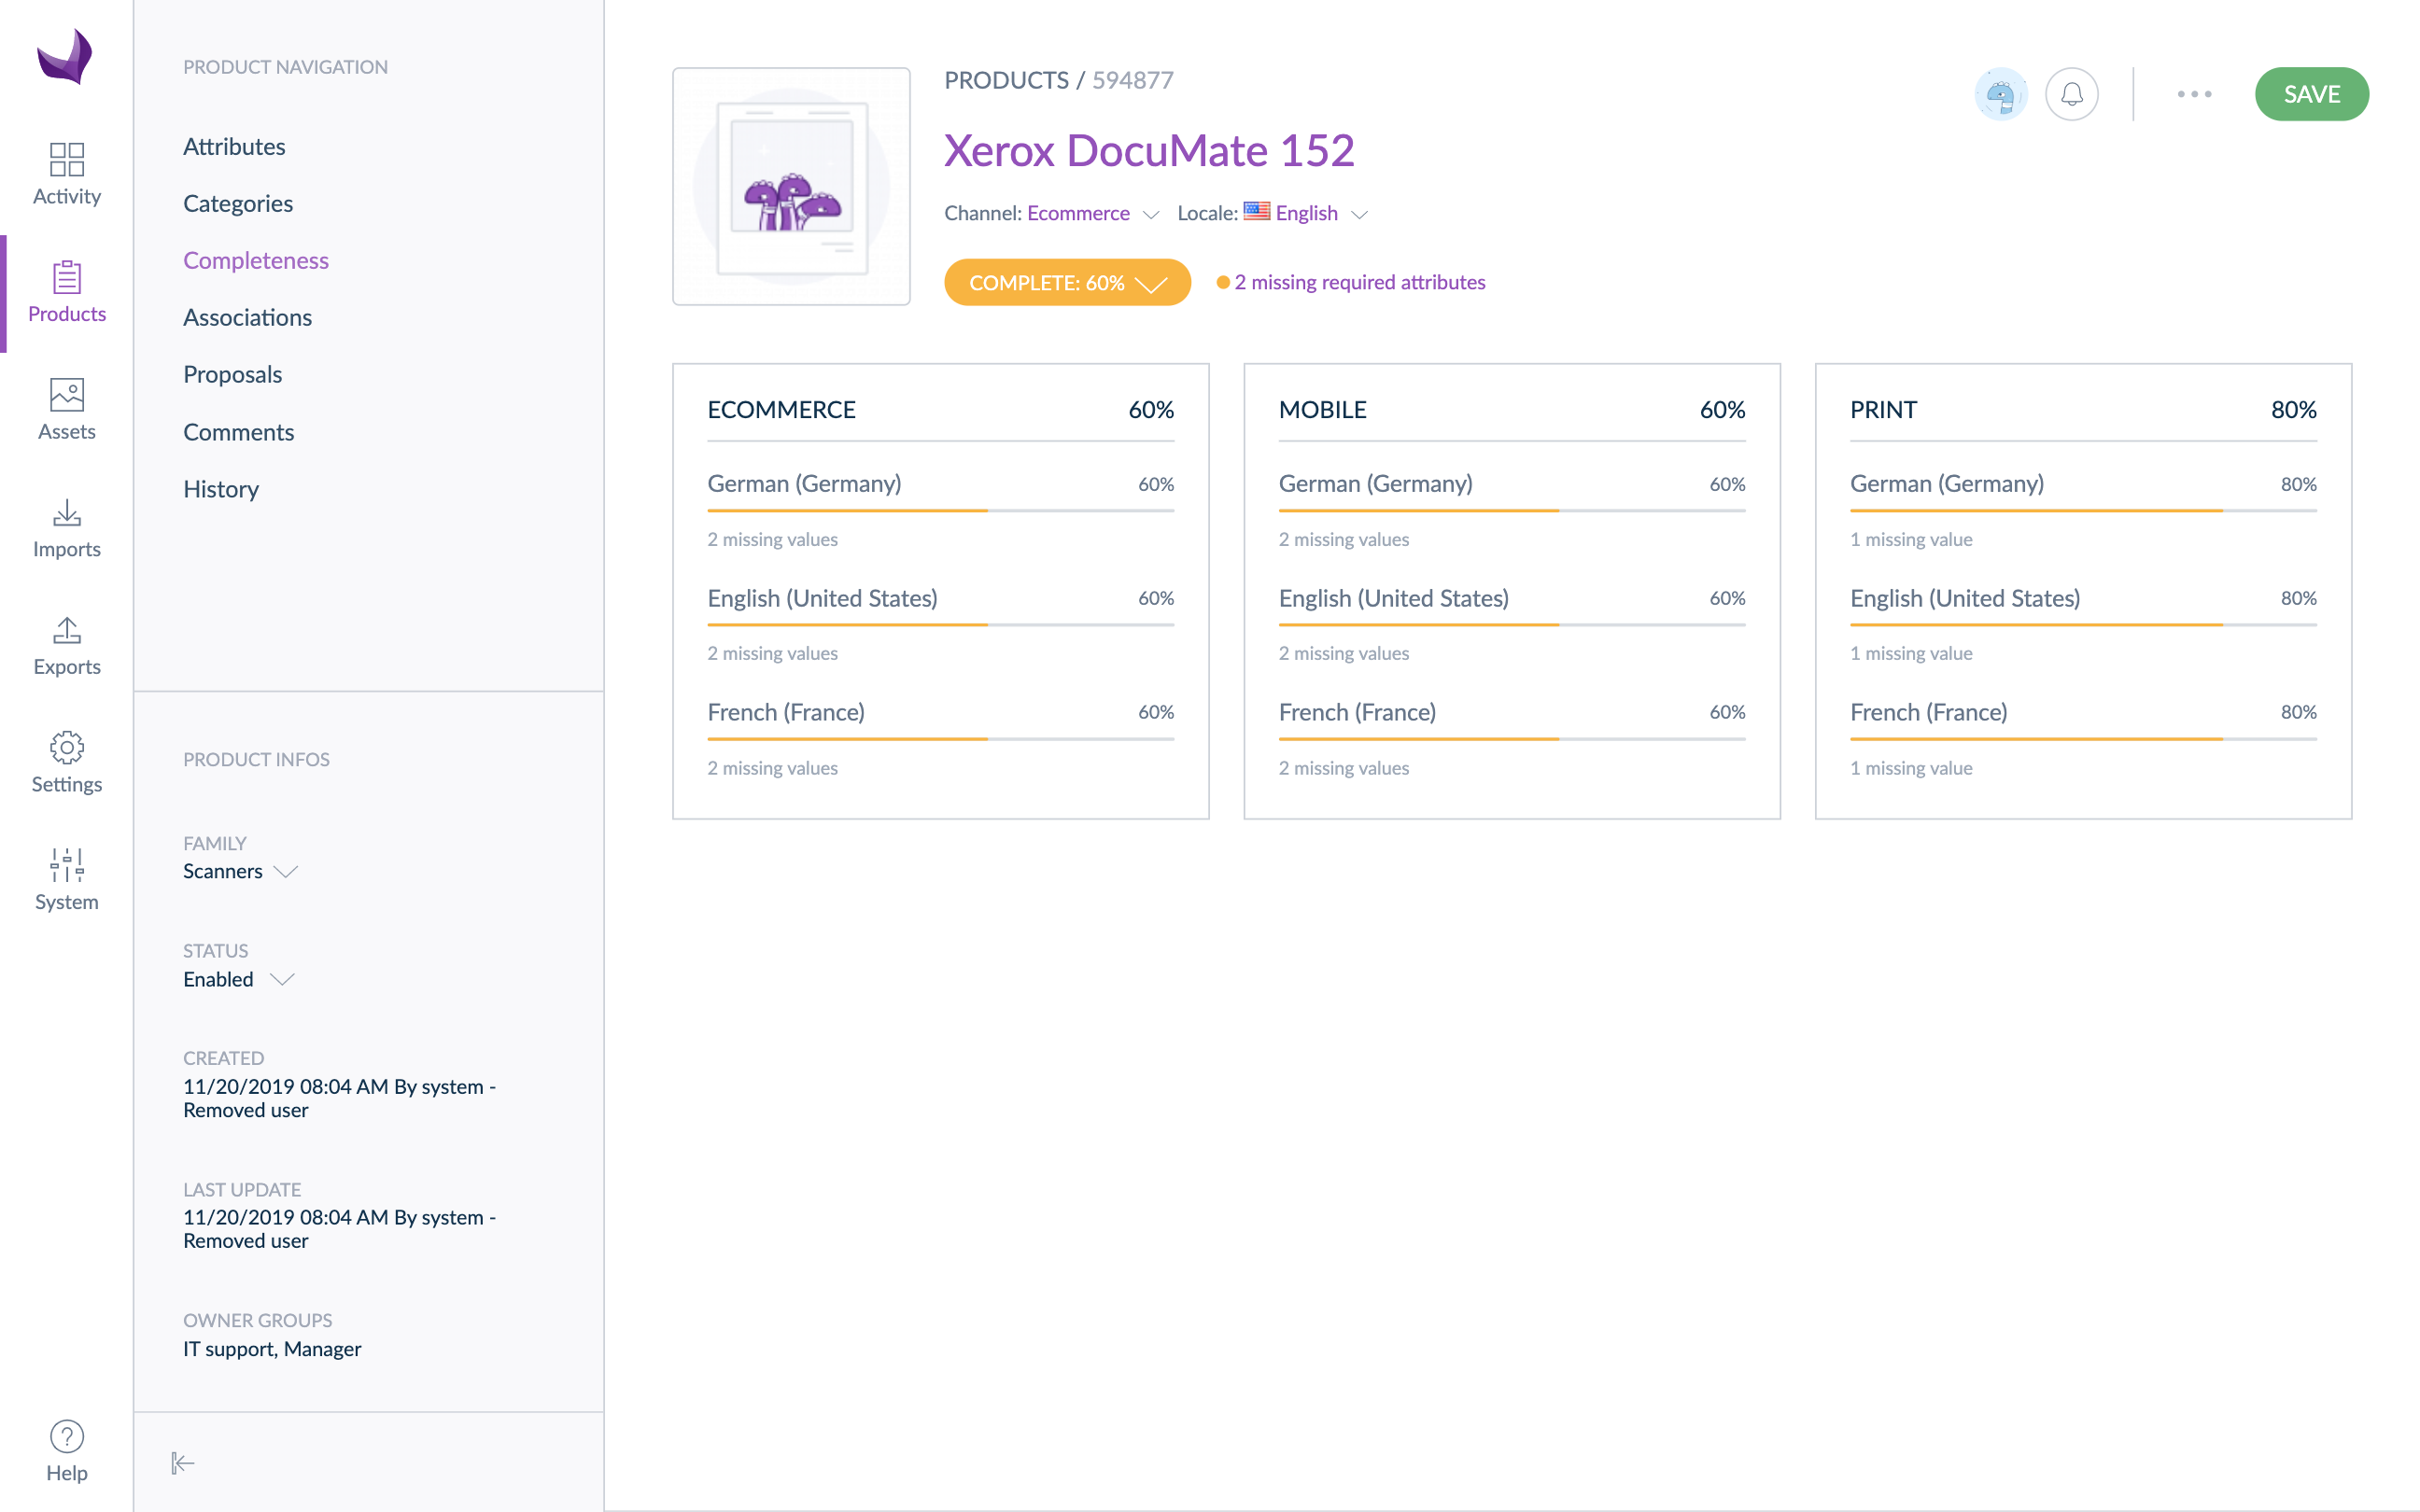 Activity
Products
Assets
Imports
Exports
Settings
System
Help
PRODUCT NAVIGATION
Attributes
Categories
Completeness
Associations
Proposals
Comments
History
PRODUCT INFOS
FAMILY
Scanners
STATUS
Enabled
CREATED
11/20/2019 08:04 AM By system -
Removed user
LAST UPDATE
11/20/2019 08:04 AM By system -
Removed user
OWNER GROUPS
IT support, Manager
PRODUCTS / 594877
SAVE
Xerox DocuMate 152
Channel: Ecommerce Locale: English
COMPLETE: 60% 2 missing required attributes
ECOMMERCE 60%
German (Germany) 60%
2 missing values
English (United States) 60%
2 missing values
French (France) 60%
2 missing values
MOBILE 60%
German (Germany) 60%
2 missing values
English (United States) 60%
2 missing values
French (France) 60%
2 missing values
PRINT 80%
German (Germany) 80%
1 missing value
English (United States) 80%
1 missing value
French (France) 80%
1 missing value